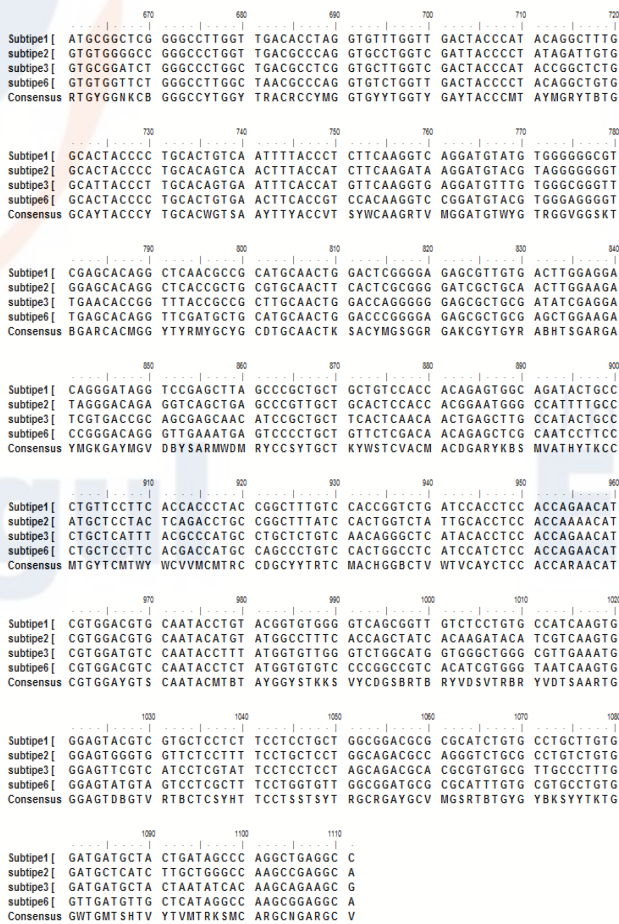 670 680 690 700 710 720
Subtipe1 [ ATGCGGCTCG GGGCCTTGGT TGACACCTAG GTGTTTGGTT GACTACCCAT ACAGGCTTTG
subtipe2 [ GTGTGGGGCC GGGCCCTGGT TGACGCCCAG GTGCCTGGTC GATTACCCCT ATAGATTGTG
subtipe3 [ GTGCGGATCT GGGCCCTGGC TGACGCCTCG GTGCTTGGTC GACTACCCAT ACCGGCTCTG
subtipe6 [ GTGTGGTTCT GGGCCTTGGC TAACGCCCAG GTGTCTGGTT GACTACCCCT ACAGGCTGTG
Consensus RTGYGGNKCB GGGCCYTGGY TRACRCCYMG GTGYYTGGTY GAYTACCCMT AYMGRYTBTG
730 740 750 760 770 780
Subtipe1 [ GCACTACCCC TGCACTGTCA ATTTTACCCT CTTCAAGGTC AGGATGTATG TGGGGGGCGT
subtipe2 [ GCACTACCCC TGCACAGTCA ACTTTACCAT CTTCAAGATA AGGATGTACG TAGGGGGGGT
subtipe3 [ GCATTACCCT TGCACAGTGA ATTTCACCAT GTTCAAGGTG AGGATGTTTG TGGGCGGGTT
subtipe6 [ GCACTACCCC TGCACTGTGA ACTTCACCGT CCACAAGGTC CGGATGTACG TGGGAGGGGT
Consensus GCAYTACCCY TGCACWGTSA AYTTYACCVT SYWCAAGRTV MGGATGTWYG TRGGVGGSKT
790 800 810 820 830 840
Subtipe1 [ CGAGCACAGG CTCAACGCCG CATGCAACTG GACTCGGGGA GAGCGTTGTG ACTTGGAGGA
subtipe2 [ GGAGCACAGG CTCACCGCTG CGTGCAACTT CACTCGCGGG GATCGCTGCA ACTTGGAAGA
subtipe3 [ TGAACACCGG TTTACCGCCG CTTGCAACTG GACCAGGGGG GAGCGCTGCG ATATCGAGGA
subtipe6 [ TGAGCACAGG TTCGATGCTG CATGCAACTG GACCCGGGGA GAGCGCTGCG AGCTGGAAGA
Consensus BGARCACMGG YTYRMYGCYG CDTGCAACTK SACYMGSGGR GAKCGYTGYR ABHTSGARGA
850 860 870 880 890 900
Subtipe1 [ CAGGGATAGG TCCGAGCTTA GCCCGCTGCT GCTGTCCACC ACAGAGTGGC AGATACTGCC
subtipe2 [ TAGGGACAGA GGTCAGCTGA GCCCGTTGCT GCACTCCACC ACGGAATGGG CCATTTTGCC
subtipe3 [ TCGTGACCGC AGCGAGCAAC ATCCGCTGCT TCACTCAACA ACTGAGCTTG CCATACTGCC
subtipe6 [ CCGGGACAGG GTTGAAATGA GTCCCCTGCT GTTCTCGACA ACAGAGCTCG CAATCCTTCC
Consensus YMGKGAYMGV DBYSARMWDM RYCCSYTGCT KYWSTCVACM ACDGARYKBS MVATHYTKCC
910 920 930 940 950 960
Subtipe1 [ CTGTTCCTTC ACCACCCTAC CGGCTTTGTC CACCGGTCTG ATCCACCTCC ACCAGAACAT
subtipe2 [ ATGCTCCTAC TCAGACCTGC CGGCTTTATC CACTGGTCTA TTGCACCTCC ACCAAAACAT
subtipe3 [ CTGCTCATTT ACGCCCATGC CTGCTCTGTC AACAGGGCTC ATACACCTCC ACCAGAACAT
subtipe6 [ CTGCTCCTTC ACGACCATGC CAGCCCTGTC CACTGGCCTC ATCCATCTCC ACCAGAACAT
Consensus MTGYTCMTWY WCVVMCMTRC CDGCYYTRTC MACHGGBCTV WTVCAYCTCC ACCARAACAT
970 980 990 1000 1010 1020
Subtipe1 [ CGTGGACGTG CAATACCTGT ACGGTGTGGG GTCAGCGGTT GTCTCCTGTG CCATCAAGTG
subtipe2 [ CGTGGACGTG CAATACATGT ATGGCCTTTC ACCAGCTATC ACAAGATACA TCGTCAAGTG
subtipe3 [ CGTGGATGTC CAATACCTTT ATGGTGTTGG GTCTGGCATG GTGGGCTGGG CGTTGAAATG
subtipe6 [ CGTGGACGTC CAATACCTCT ATGGTGTGTC CCCGGCCGTC ACATCGTGGG TAATCAAGTG
Consensus CGTGGAYGTS CAATACMTBT AYGGYSTKKS VYCDGSBRTB RYVDSVTRBR YVDTSAARTG
1030 1040 1050 1060 1070 1080
Subtipe1 [ GGAGTACGTC GTGCTCCTCT TCCTCCTGCT GGCGGACGCG CGCATCTGTG CCTGCTTGTG
subtipe2 [ GGAGTGGGTG GTTCTCCTTT TCCTGCTCCT GGCAGACGCC AGGGTCTGCG CCTGTCTGTG
subtipe3 [ GGAGTTCGTC ATCCTCGTAT TCCTCCTCCT AGCAGACGCA CGCGTGTGCG TTGCCCTTTG
subtipe6 [ GGAGTATGTA GTCCTCGCTT TCCTGGTGTT GGCGGATGCG CGCATTTGTG CGTGCCTGTG
Consensus GGAGTDBGTV RTBCTCSYHT TCCTSSTSYT RGCRGAYGCV MGSRTBTGYG YBKSYYTKTG
1090 1100 1110
Subtipe1 [ GATGATGCTA CTGATAGCCC AGGCTGAGGC C
subtipe2 [ GATGCTCATC TTGCTGGGCC AAGCCGAGGC A
subtipe3 [ GATGATGCTA CTAATATCAC AAGCAGAAGC G
subtipe6 [ GTTGATGTTG CTCATAGGCC AAGCGGAGGC A
Consensus GWTGMTSHTV YTVMTRKSMC ARGCNGARGC V